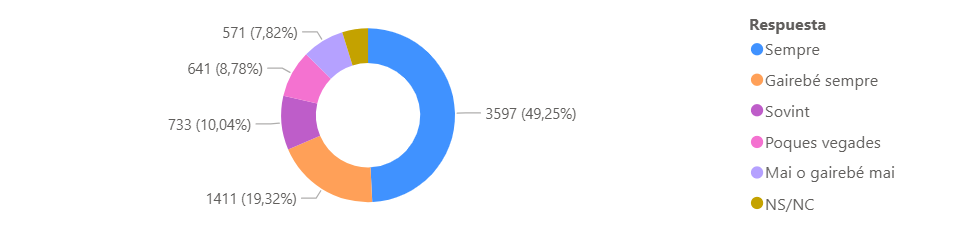 571 (7,82%)
641 (8,78%)
733 (10,04%)
1411 (19,32%)
3597 (49,25%)
Respuesta
Sempre
Gairebé sempre
Sovint
Poques vegades
Mai o gairebé mai
NS/NC